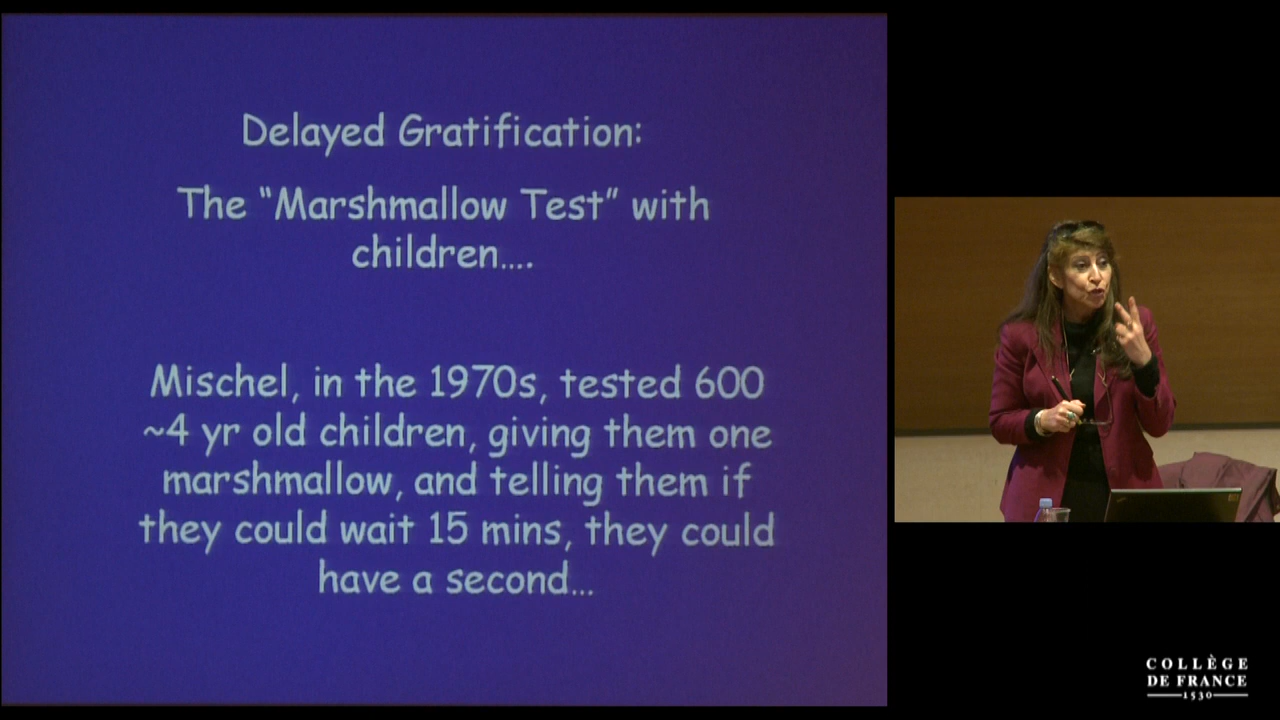 Delayed Gratification:
The “Marshmallow Test” with
children....
Mischel, in the 1970s, tested 600
~4 yr old children, giving them one
marshmallow, and telling them if
they could wait 15 mins, they could
have a second...
COLLÈGE
DE FRANCE
1530